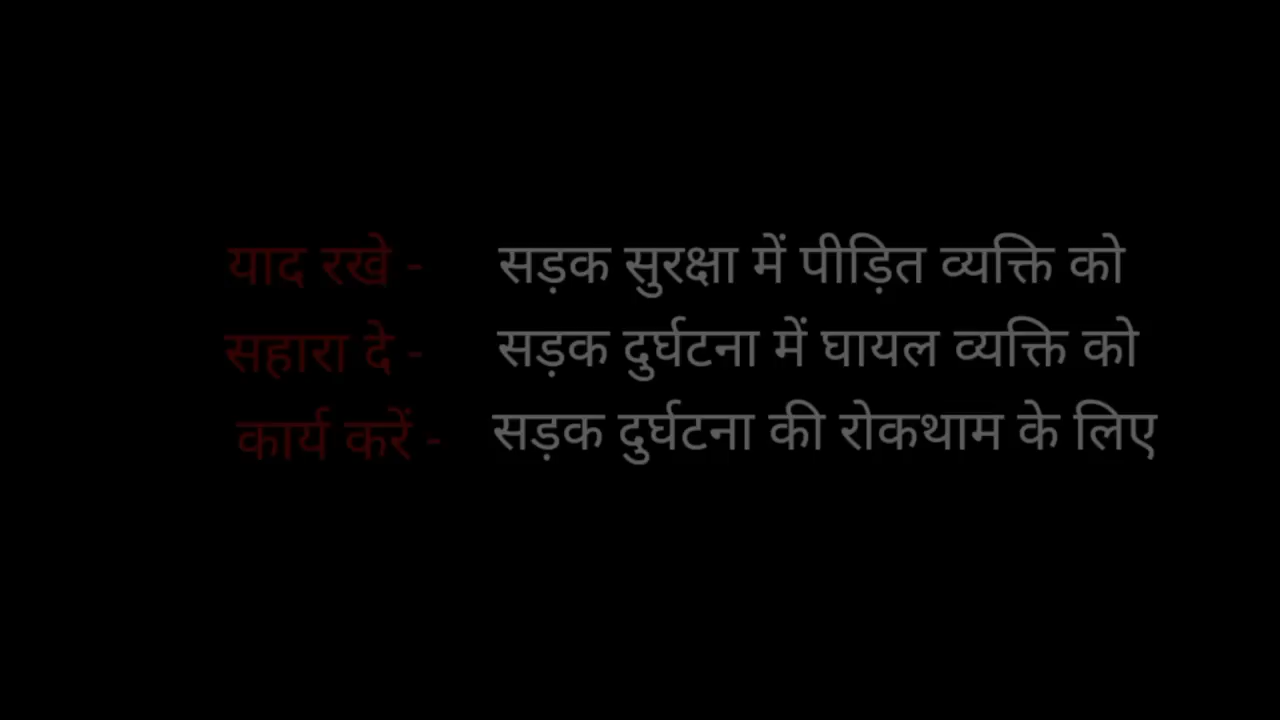 याद रखे - सड़क सुरक्षा में पीड़ित व्यक्ति को
सहारा दे - सड़क दुर्घटना में घायल व्यक्ति को
कार्य करें - सड़क दुर्घटना की रोकथाम के लिए